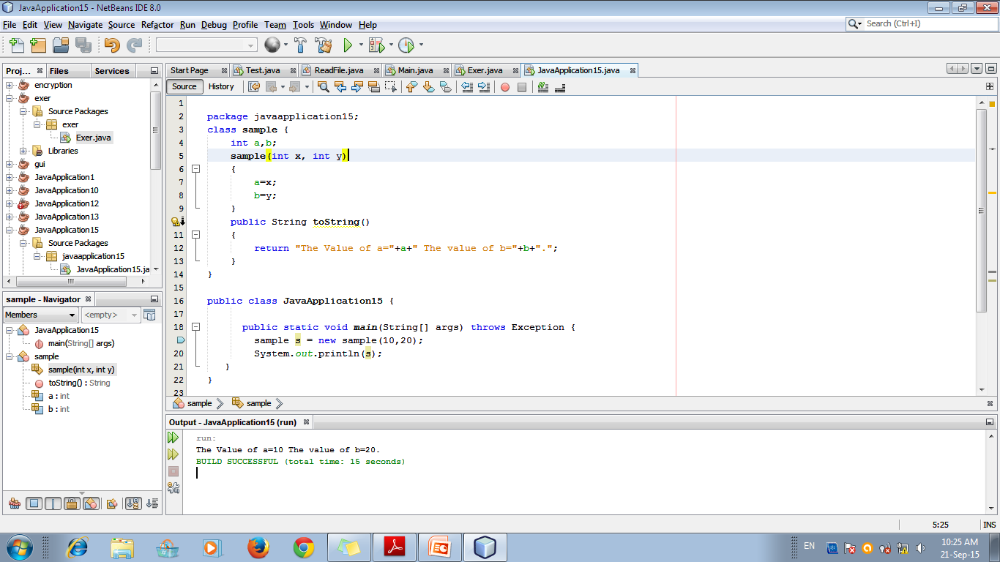 JavaApplication15 - NetBeans IDE 8.0
File Edit View Navigate Source Refactor Run Debug Profile Team Tools Window Help
Search (Ctrl+I)
Proj... Files Services
encryption
exer
Source Packages
exer
Exer.java
Libraries
gui
JavaApplication1
JavaApplication10
JavaApplication12
JavaApplication13
JavaApplication15
Source Packages
javaapplication15
JavaApplication15.ja
sample - Navigator
Members <empty>
JavaApplication15
main(String[] args)
sample
sample(int x, int y)
toString() : String
a : int
b : int
Start Page Test.java ReadFile.java Main.java Exer.java JavaApplication15.java
Source History
1
2 package javaapplication15;
3 class sample {
4 int a,b;
5 sample(int x, int y)
6 {
7 a=x;
8 b=y;
9 }
public String toString()
11 {
12 return "The Value of a="+a+" The value of b="+b+".";
13 }
14 }
15
16 public class JavaApplication15 {
17
18 public static void main(String[] args) throws Exception {
sample s = new sample(10,20);
20 System.out.println(s);
21 }
22 }
23
sample sample
Output - JavaApplication15 (run)
run:
The Value of a=10 The value of b=20.
BUILD SUCCESSFUL (total time: 15 seconds)
5:25 INS
EN 10:25 AM
21-Sep-15